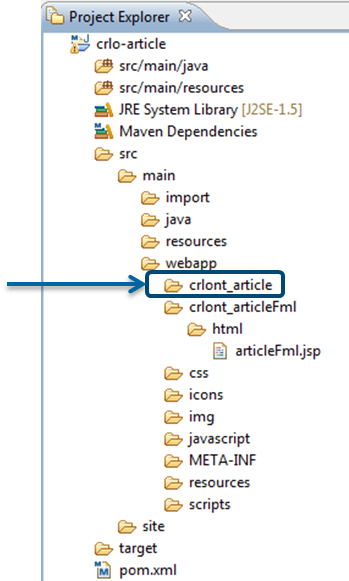 Project Explorer
crlo-article
src/main/java
src/main/resources
JRE System Library [J2SE-1.5]
Maven Dependencies
src
main
import
java
resources
webapp
crlont_article
crlont_articleFml
html
articleFml.jsp
css
icons
img
javascript
META-INF
resources
scripts
site
target
pom.xml